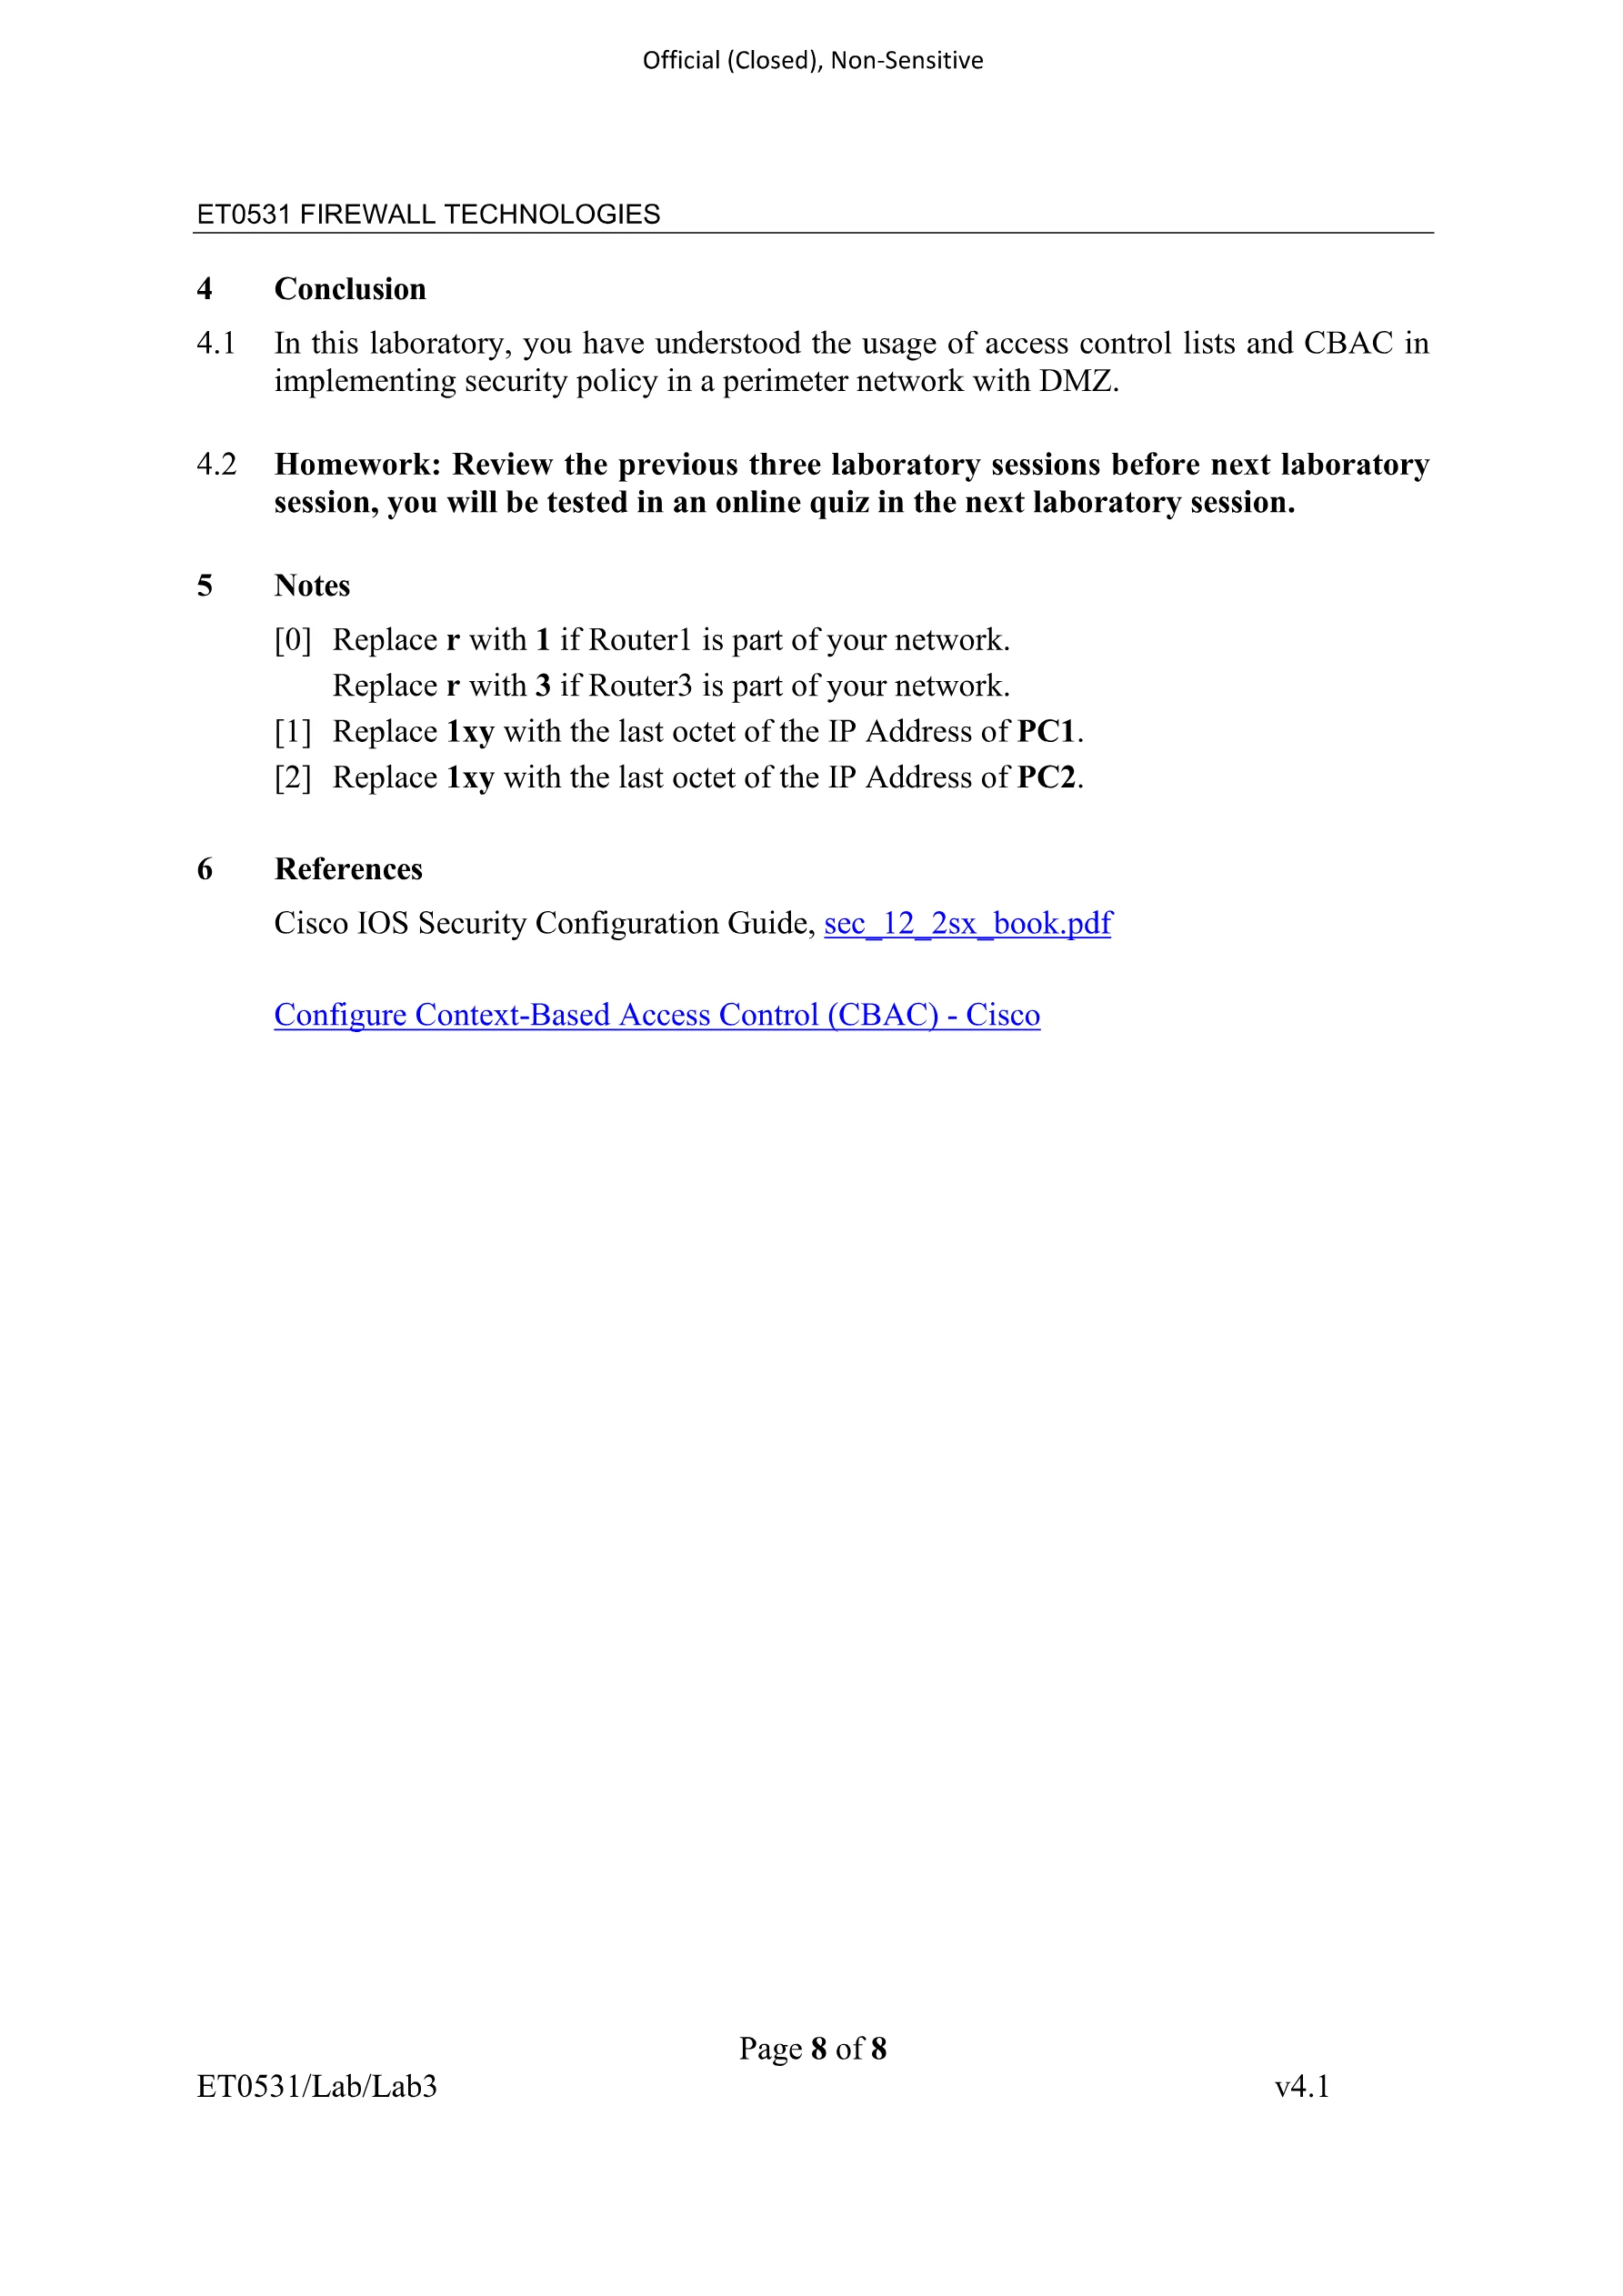 Official (Closed), Non-Sensitive
ET0531 FIREWALL TECHNOLOGIES
4 Conclusion
4.1 In this laboratory, you have understood the usage of access control lists and CBAC in
implementing security policy in a perimeter network with DMZ.
4.2 Homework: Review the previous three laboratory sessions before next laboratory
session, you will be tested in an online quiz in the next laboratory session.
5 Notes
[0] Replace r with 1 if Router1 is part of your network.
Replace r with 3 if Router3 is part of your network.
[1] Replace 1xy with the last octet of the IP Address of PC1.
[2] Replace 1xy with the last octet of the IP Address of PC2.
6 References
Cisco IOS Security Configuration Guide, sec_12_2sx_book.pdf
Configure Context-Based Access Control (CBAC) - Cisco
Page 8 of 8
ET0531/Lab/Lab3 v4.1